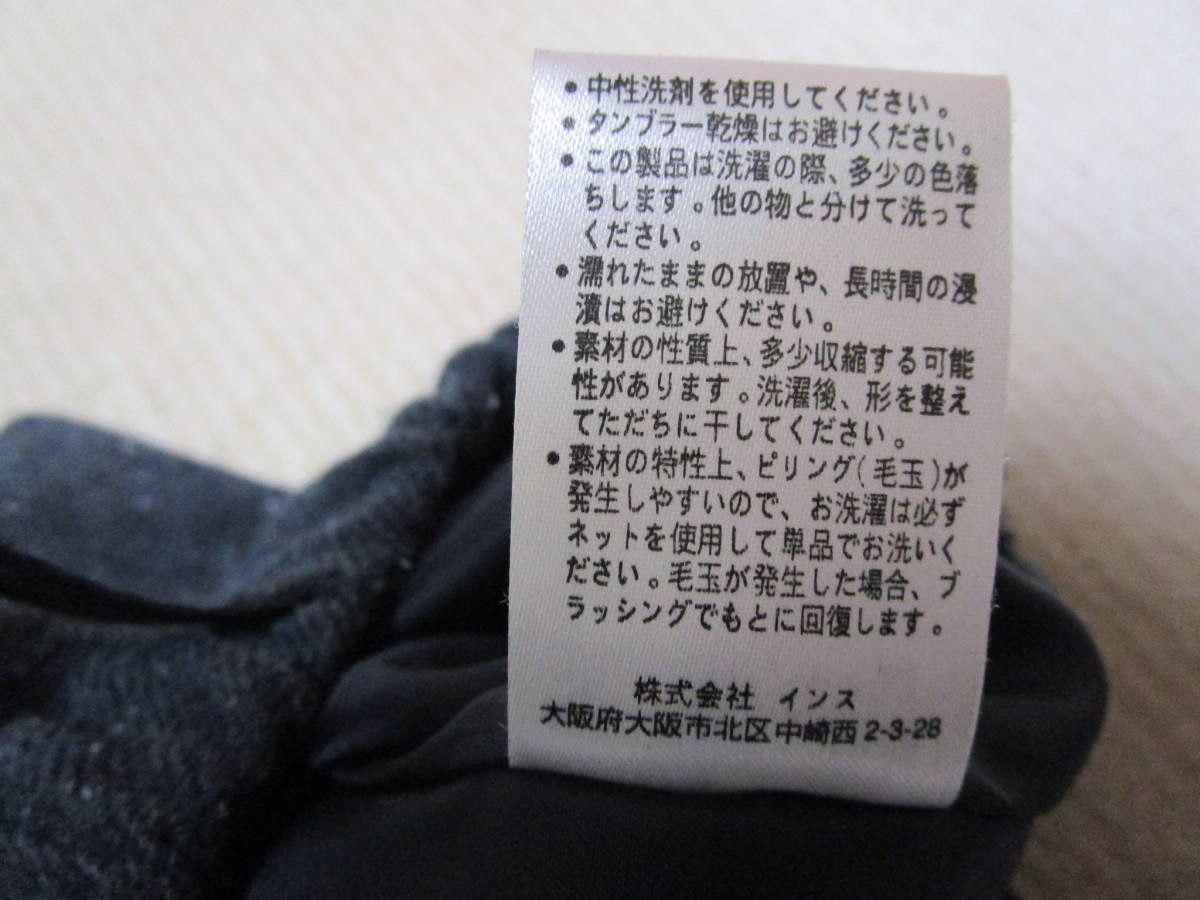 ● 中性洗剤を使用してください。
● タンブラー乾燥はお避けください。
● この製品は洗濯の際、多少の色落
ちします。他の物と分けて洗って
ください。
● 濡れたままの放置や、長時間の浸
漬はお避けください。
● 素材の性質上、多少収縮する可能
性があります。洗濯後、形を整え
てただちに干してください。
● 素材の特性上、ピリング(毛玉)が
発生しやすいので、お洗濯は必ず
ネットを使用して単品でお洗いく
ださい。毛玉が発生した場合、ブ
ラッシングでもとに回復します。
株式会社 インス
大阪府大阪市北区中崎西 2-3-28